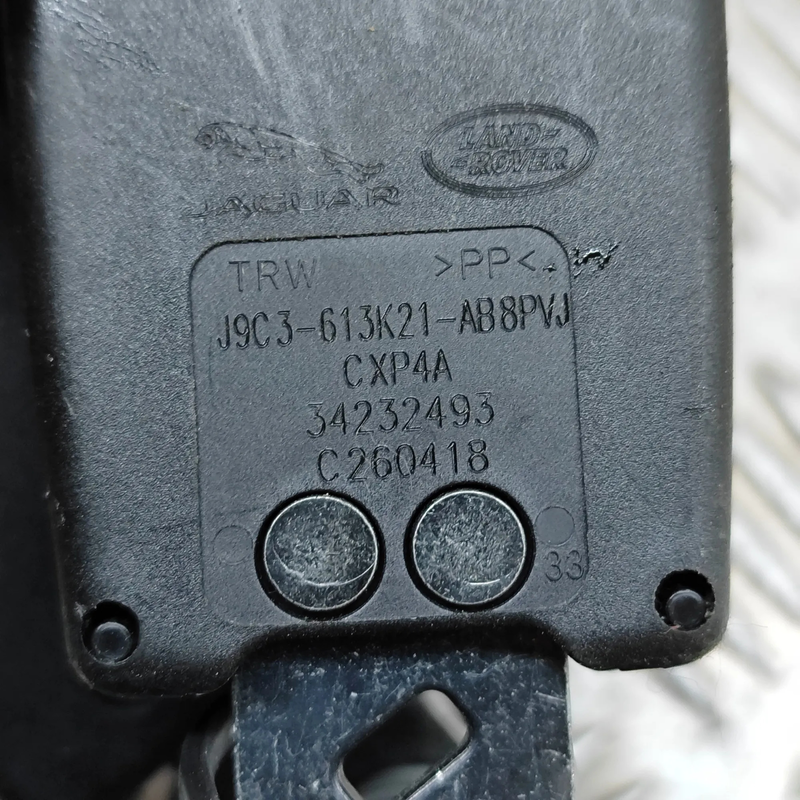 JAGUAR
LAND-
-ROVER
TRW >PP<
J9C3-613K21-AB8PVJ
CXP4A
34232493
C260418
33